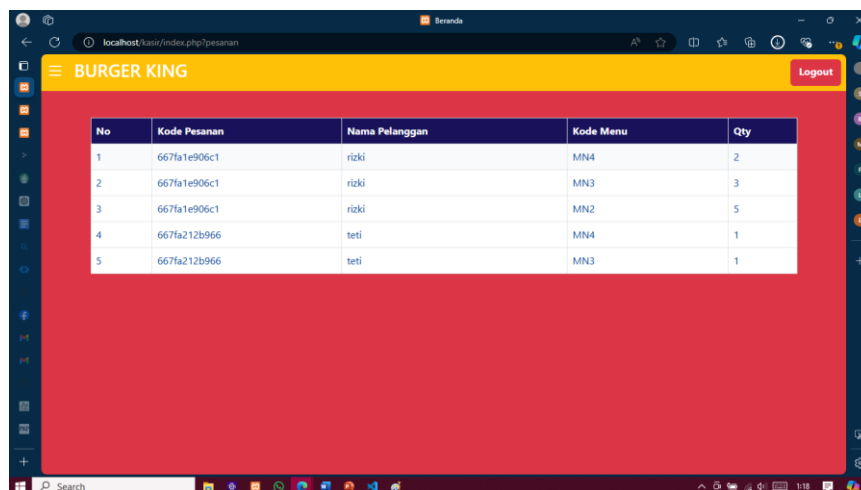 Beranda
localhost/kasir/index.php?pesanan
BURGER KING
Logout
No Kode Pesanan Nama Pelanggan Kode Menu Qty
1 667fa1e906c1 rizki MN4 2
2 667fa1e906c1 rizki MN3 3
3 667fa1e906c1 rizki MN2 5
4 667fa212b966 teti MN4 1
5 667fa212b966 teti MN3 1
Search
1:18